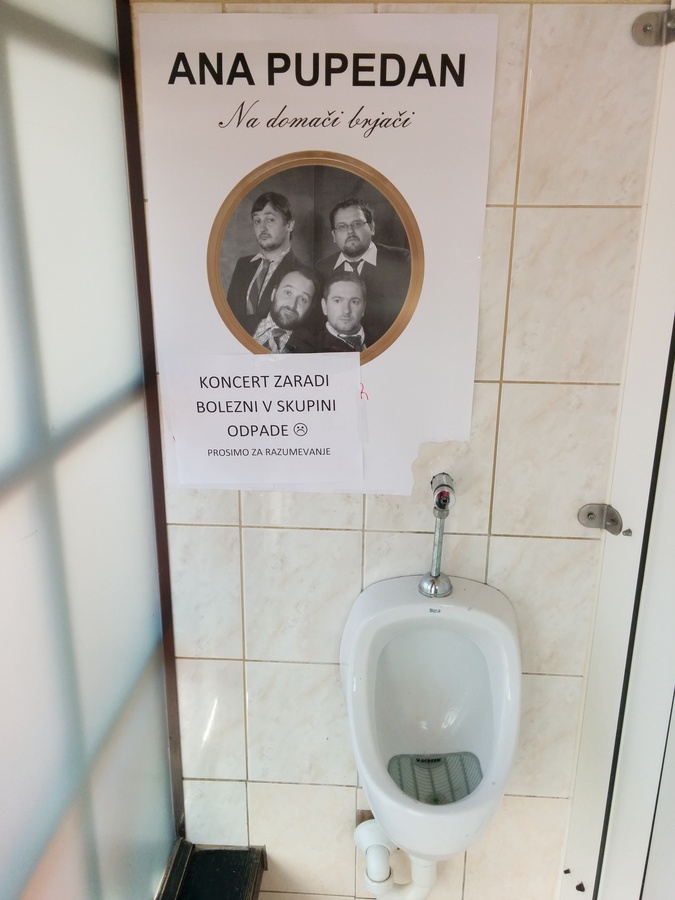 ANA PUPEDAN
Na domači brjači
KONCERT ZARADI
BOLEZNI V SKUPINI
ODPADE ☹
PROSIMO ZA RAZUMEVANJE